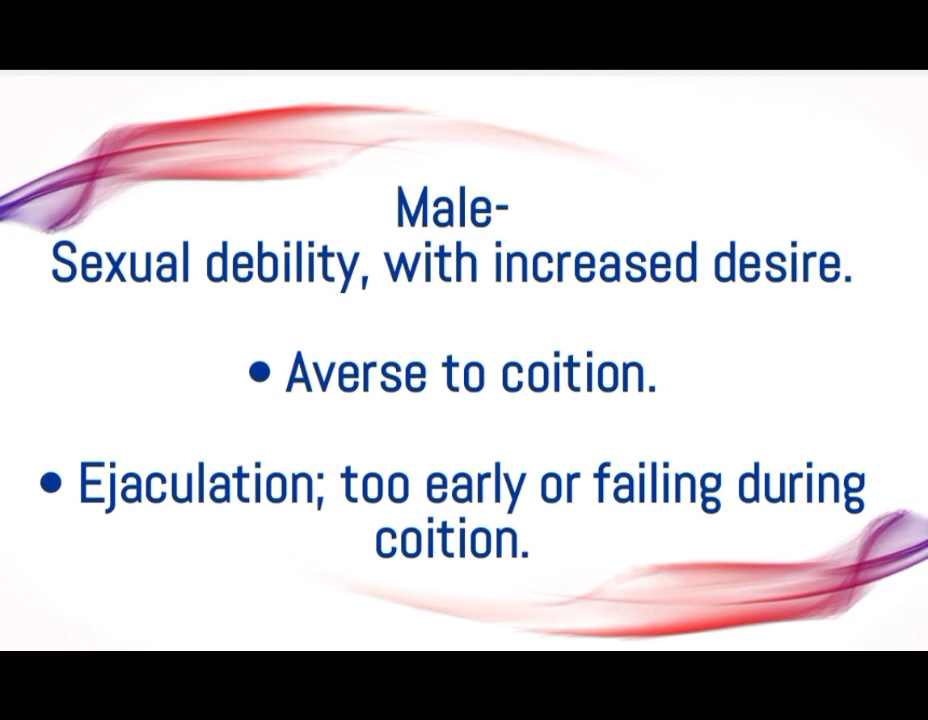 Male-
Sexual debility, with increased desire.
• Averse to coition.
• Ejaculation; too early or failing during
coition.